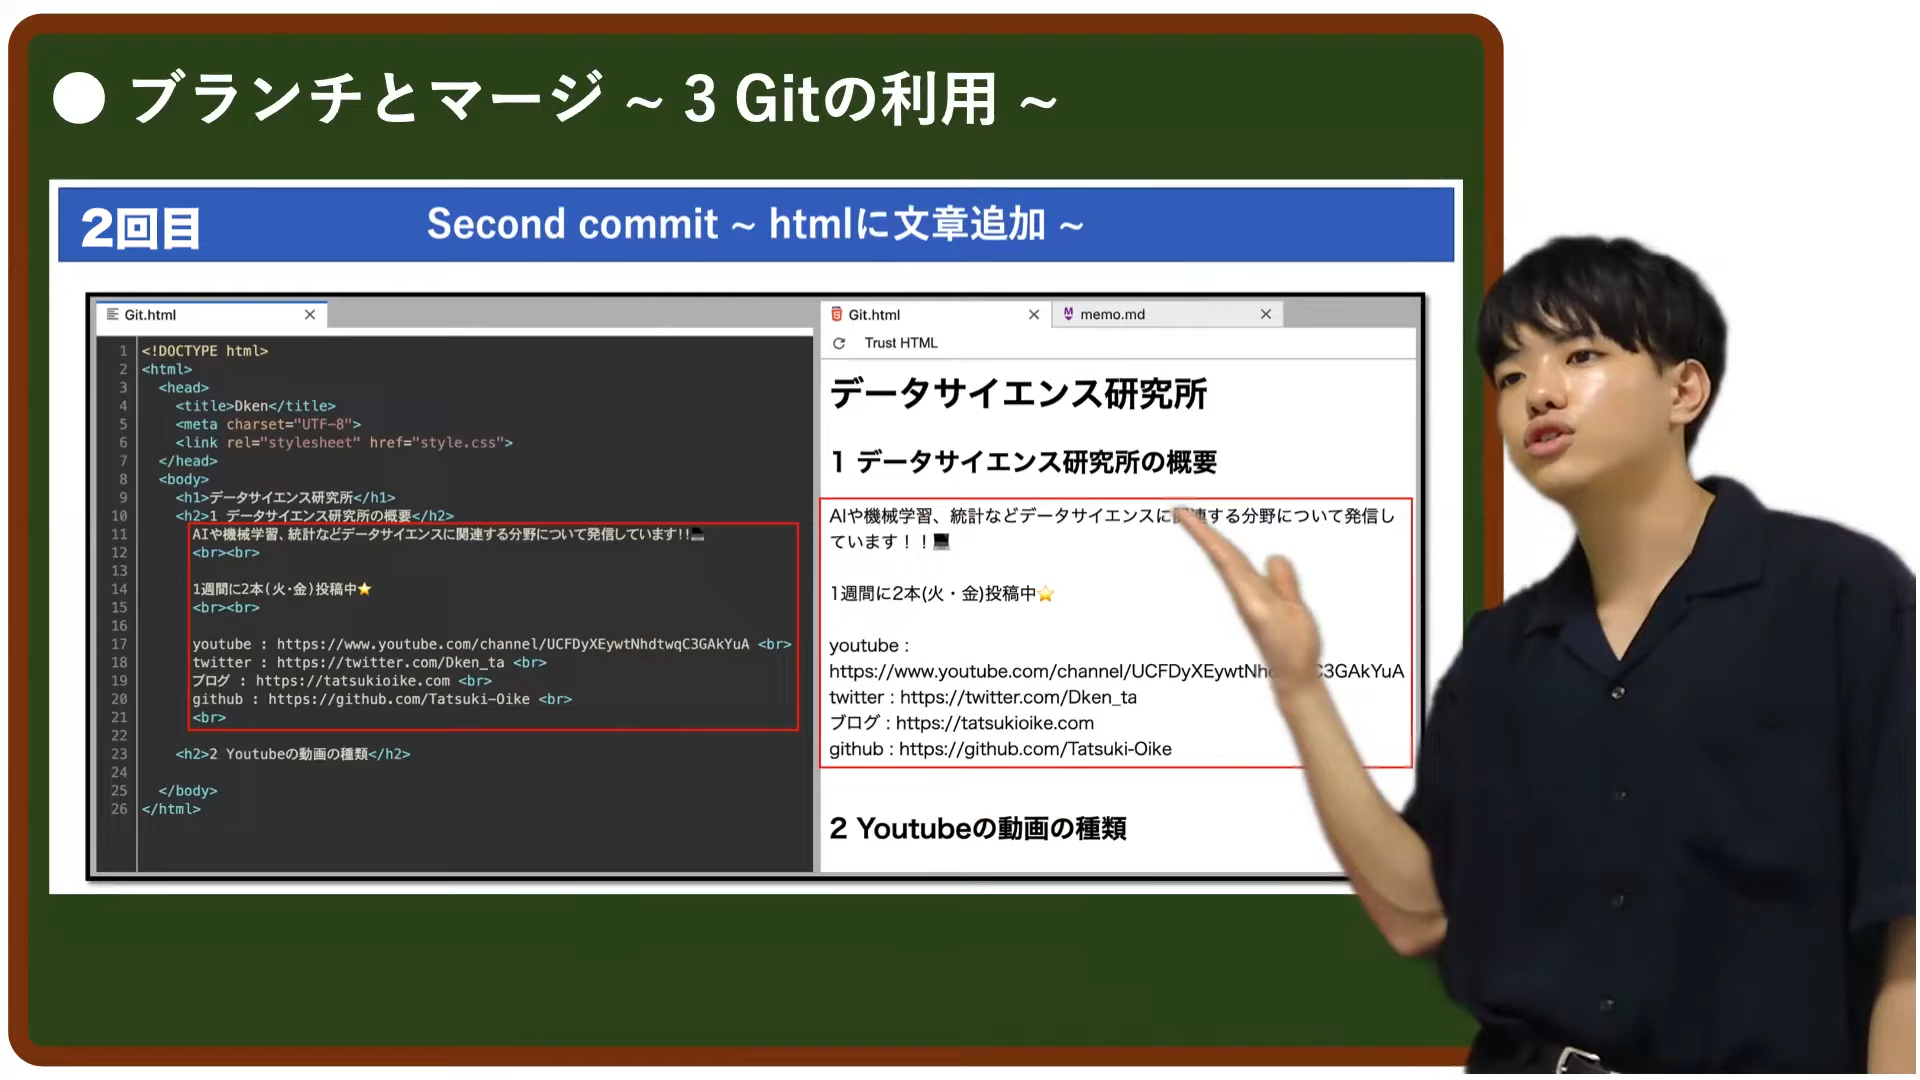 ● ブランチとマージ ~ 3 Gitの利用 ~
2回目
Second commit ~ htmlに文章追加 ~
Git.html
1 <!DOCTYPE html>
2 <html>
3 <head>
4 <title>Dken</title>
5 <meta charset="UTF-8">
6 <link rel="stylesheet" href="style.css">
7 </head>
8 <body>
9 <h1>データサイエンス研究所</h1>
10 <h2>1 データサイエンス研究所の概要</h2>
11 AIや機械学習、統計などデータサイエンスに関連する分野について発信しています!!💻
12 <br><br>
13
14 1週間に2本(火・金)投稿中⭐
15 <br><br>
16
17 youtube : https://www.youtube.com/channel/UCFDyXEywtNhdtwqC3GAkYuA <br>
18 twitter : https://twitter.com/Dken_ta <br>
19 ブログ : https://tatsukioike.com <br>
20 github : https://github.com/Tatsuki-Oike <br>
21 <br>
22
23 <h2>2 Youtubeの動画の種類</h2>
24
25 </body>
26 </html>
Git.html
memo.md
Trust HTML
データサイエンス研究所
1 データサイエンス研究所の概要
AIや機械学習、統計などデータサイエンスに関連する分野について発信し
ています！！💻
1週間に2本(火・金)投稿中⭐
youtube :
https://www.youtube.com/channel/UCFDyXEywtNh C3GAkYuA
twitter : https://twitter.com/Dken_ta
ブログ : https://tatsukioike.com
github : https://github.com/Tatsuki-Oike
2 Youtubeの動画の種類